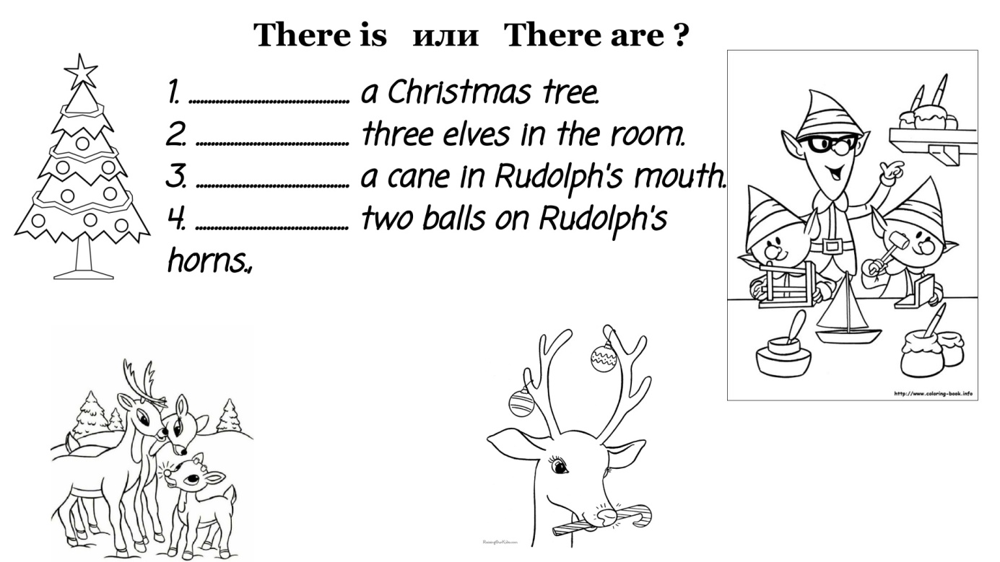 There is или There are ?
1. ........................................ a Christmas tree.
2. ...................................... three elves in the room.
3. ...................................... a cane in Rudolph's mouth.
4. ...................................... two balls on Rudolph's
horns.,
http://www.coloring-book.info
RaisingOurKids.com